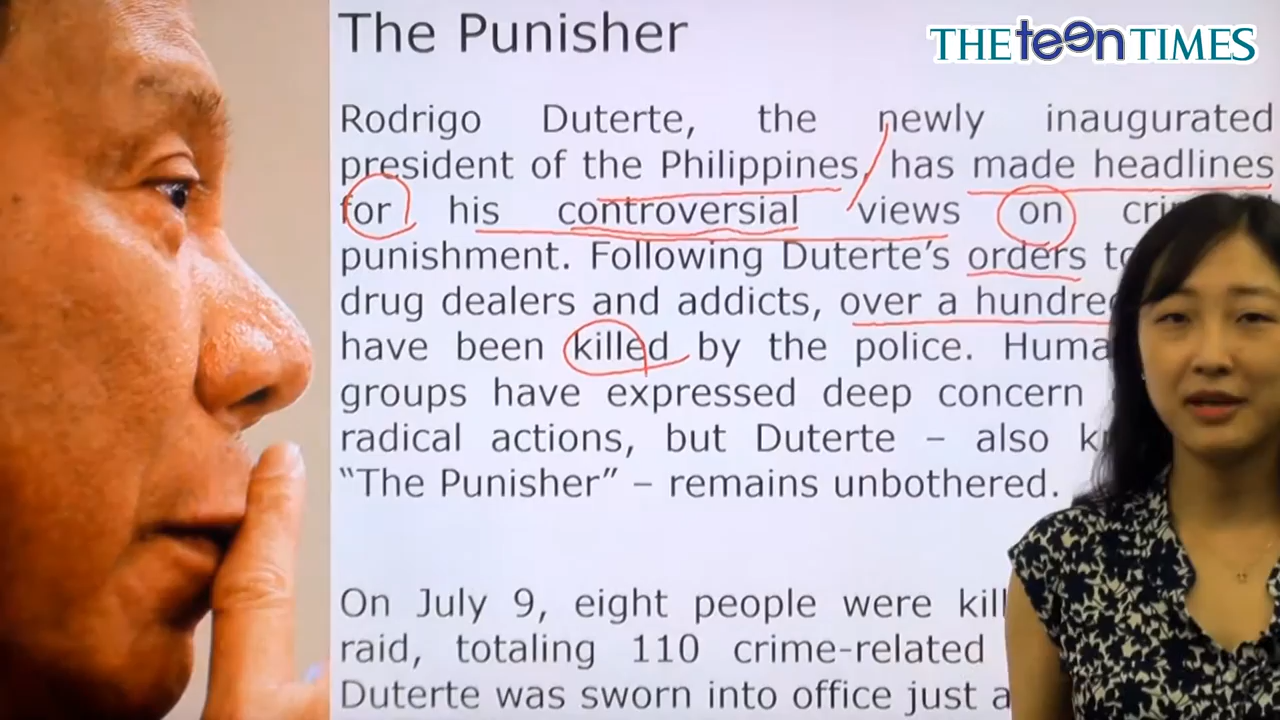 THE teen TIMES
The Punisher
Rodrigo Duterte, the newly inaugurated
president of the Philippines, has made headlines
for his controversial views on
punishment. Following Duterte's orders
drug dealers and addicts, over a
have been killed by the police.
groups have expressed deep concern
radical actions, but Duterte – also
“The Punisher” – remains unbothered.
On July 9, eight people were
raid, totaling 110 crime-related
Duterte was sworn into office just